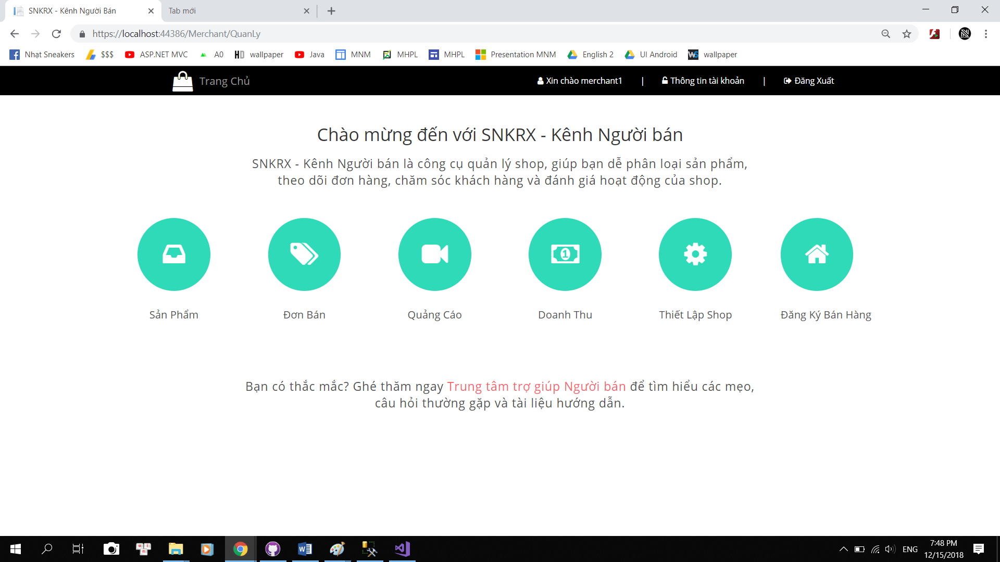 SNKRX - Kênh Người Bán
Tab mới
https://localhost:44386/Merchant/QuanLy
Nhạt Sneakers
$$$
ASP.NET MVC
A0
HD wallpaper
Java
MNM
MHPL
MHPL
Presentation MNM
English 2
UI Android
WS wallpaper
Trang Chủ
Xin chào merchant1 | Thông tin tài khoản | Đăng Xuất
Chào mừng đến với SNKRX - Kênh Người bán
SNKRX - Kênh Người bán là công cụ quản lý shop, giúp bạn dễ phân loại sản phẩm,
theo dõi đơn hàng, chăm sóc khách hàng và đánh giá hoạt động của shop.
1
Sản Phẩm
Đơn Bán
Quảng Cáo
Doanh Thu
Thiết Lập Shop
Đăng Ký Bán Hàng
Bạn có thắc mắc? Ghé thăm ngay Trung tâm trợ giúp Người bán để tìm hiểu các mẹo,
câu hỏi thường gặp và tài liệu hướng dẫn.
ENG
7:48 PM
12/15/2018